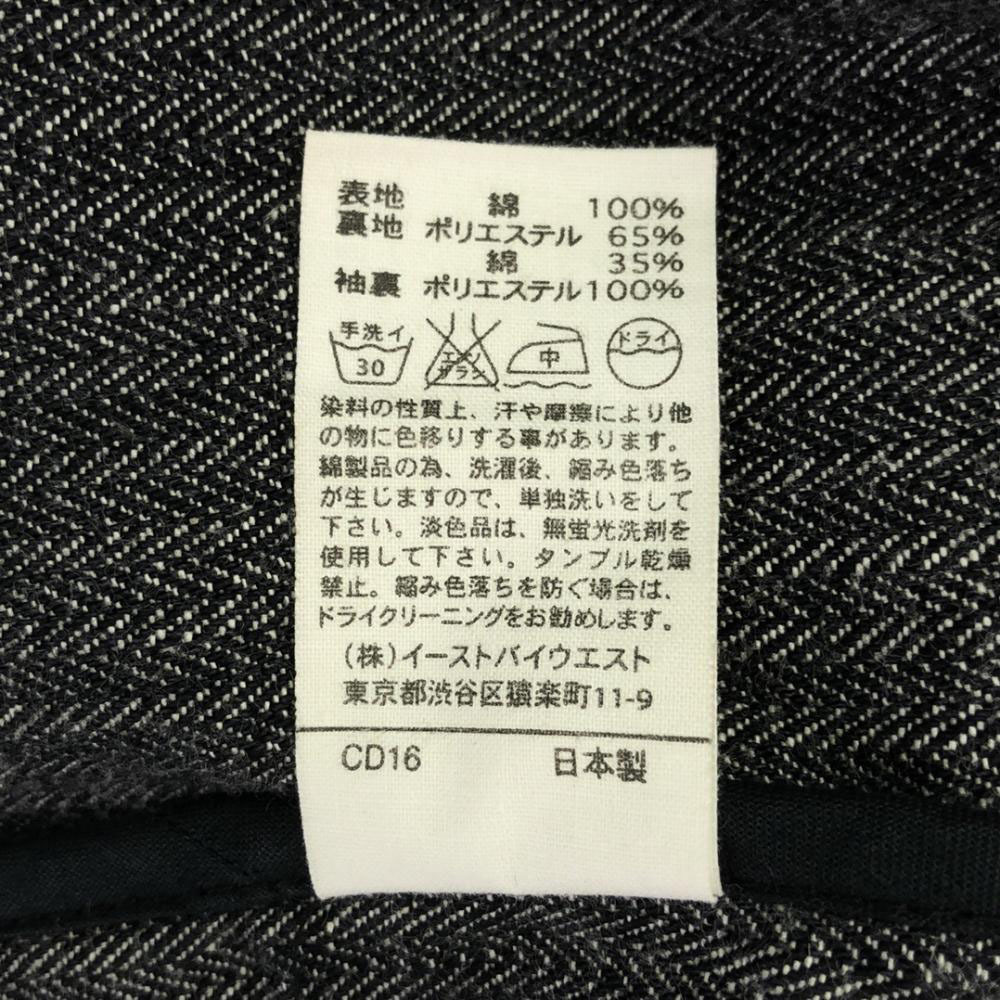 表地 綿 100%
裏地 ポリエステル 65%
綿 35%
袖裏 ポリエステル100%
手洗イ 30 エンソサラシ 中 ドライ
染料の性質上、汗や摩擦により他
の物に色移りする事があります。
綿製品の為、洗濯後、縮み色落ち
が生じますので、単独洗いをして
下さい。淡色品は、無蛍光洗剤を
使用して下さい。タンブル乾燥
禁止。縮み色落ちを防ぐ場合は、
ドライクリーニングをお勧めします。
(株)イーストバイウエスト
東京都渋谷区猿楽町11-9
CD16 日本製